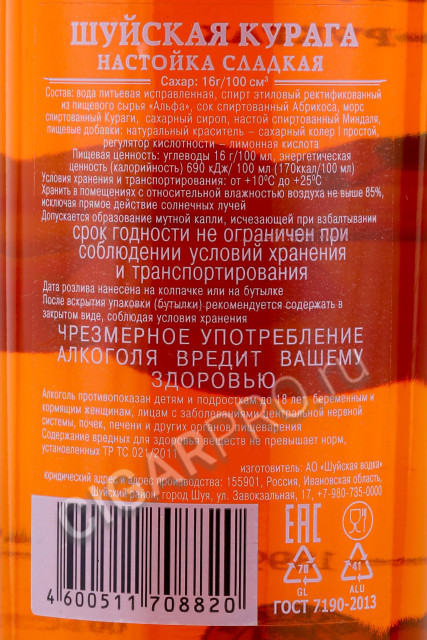 ШУЙСКАЯ КУРАГА
НАСТОЙКА СЛАДКАЯ
Сахар: 16г/100 см³
Состав: вода питьевая исправленная, спирт этиловый ректификованный
из пищевого сырья «Альфа», сок спиртованный Абрикоса, морс
спиртованный Кураги, сахарный сироп, настой спиртованный Миндаля,
пищевые добавки: натуральный краситель – сахарный колер I простой,
регулятор кислотности – лимонная кислота
Пищевая ценность: углеводы 16 г/100 мл, энергетическая
ценность (калорийность) 690 кДж/ 100 мл (170ккал/100 мл)
Условия хранения и транспортирования: от +10°С до +25°С
Хранить в помещениях с относительной влажностью воздуха не выше 85%,
исключая прямое действие солнечных лучей
Допускается образование мутной капли, исчезающей при взбалтывании
СРОК ГОДНОСТИ НЕ ОГРАНИЧЕН ПРИ
СОБЛЮДЕНИИ УСЛОВИЙ ХРАНЕНИЯ
И ТРАНСПОРТИРОВАНИЯ
Дата розлива нанесена на колпачке или на бутылке
После вскрытия упаковки (бутылки) рекомендуется содержать в
закрытом виде, соблюдая условия хранения
ЧРЕЗМЕРНОЕ УПОТРЕБЛЕНИЕ
АЛКОГОЛЯ ВРЕДИТ ВАШЕМУ
ЗДОРОВЬЮ
Алкоголь противопоказан детям и подросткам до 18 лет, беременным и
кормящим женщинам, лицам с заболеваниями центральной нервной
системы, почек, печени и других органов пищеварения
Содержание вредных для здоровья веществ не превышает норм,
установленных ТР ТС 021/2011
изготовитель: АО «Шуйская водка»
юридический адрес и адрес производства: 155901, Россия, Ивановская область,
Шуйский район, город Шуя, ул. Завокзальная, 17, +7-980-735-0000
EAC
70 GL
41 ALU
4 600511 708820
ГОСТ 7190-2013
CIGARPRO.ru